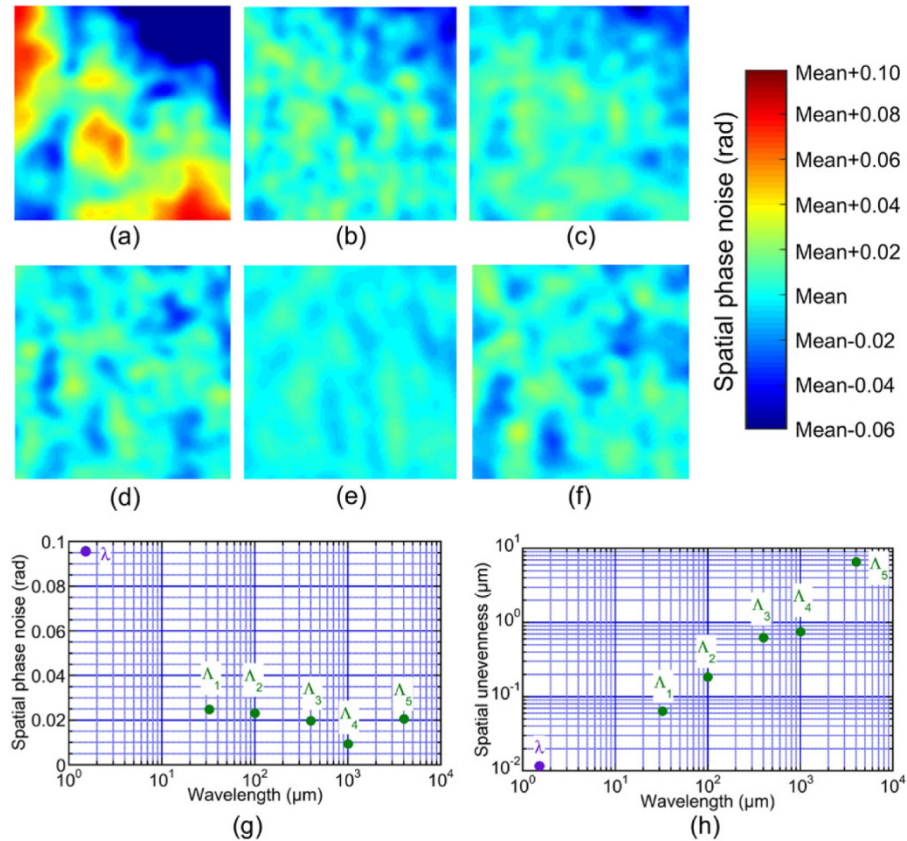 (a)
(b)
(c)
Spatial phase noise (rad)
Mean+0.10
Mean+0.08
Mean+0.06
Mean+0.04
Mean+0.02
Mean
Mean-0.02
Mean-0.04
Mean-0.06
(d)
(e)
(f)
Spatial phase noise (rad)
0.1
0.08
0.06
0.04
0.02
0
λ
Λ1
Λ2
Λ3
Λ4
Λ5
10^0
10^1
10^2
10^3
10^4
Wavelength (μm)
(g)
Spatial unevenness (μm)
10^1
10^0
10^-1
10^-2
λ
Λ1
Λ2
Λ3
Λ4
Λ5
10^0
10^1
10^2
10^3
10^4
Wavelength (μm)
(h)